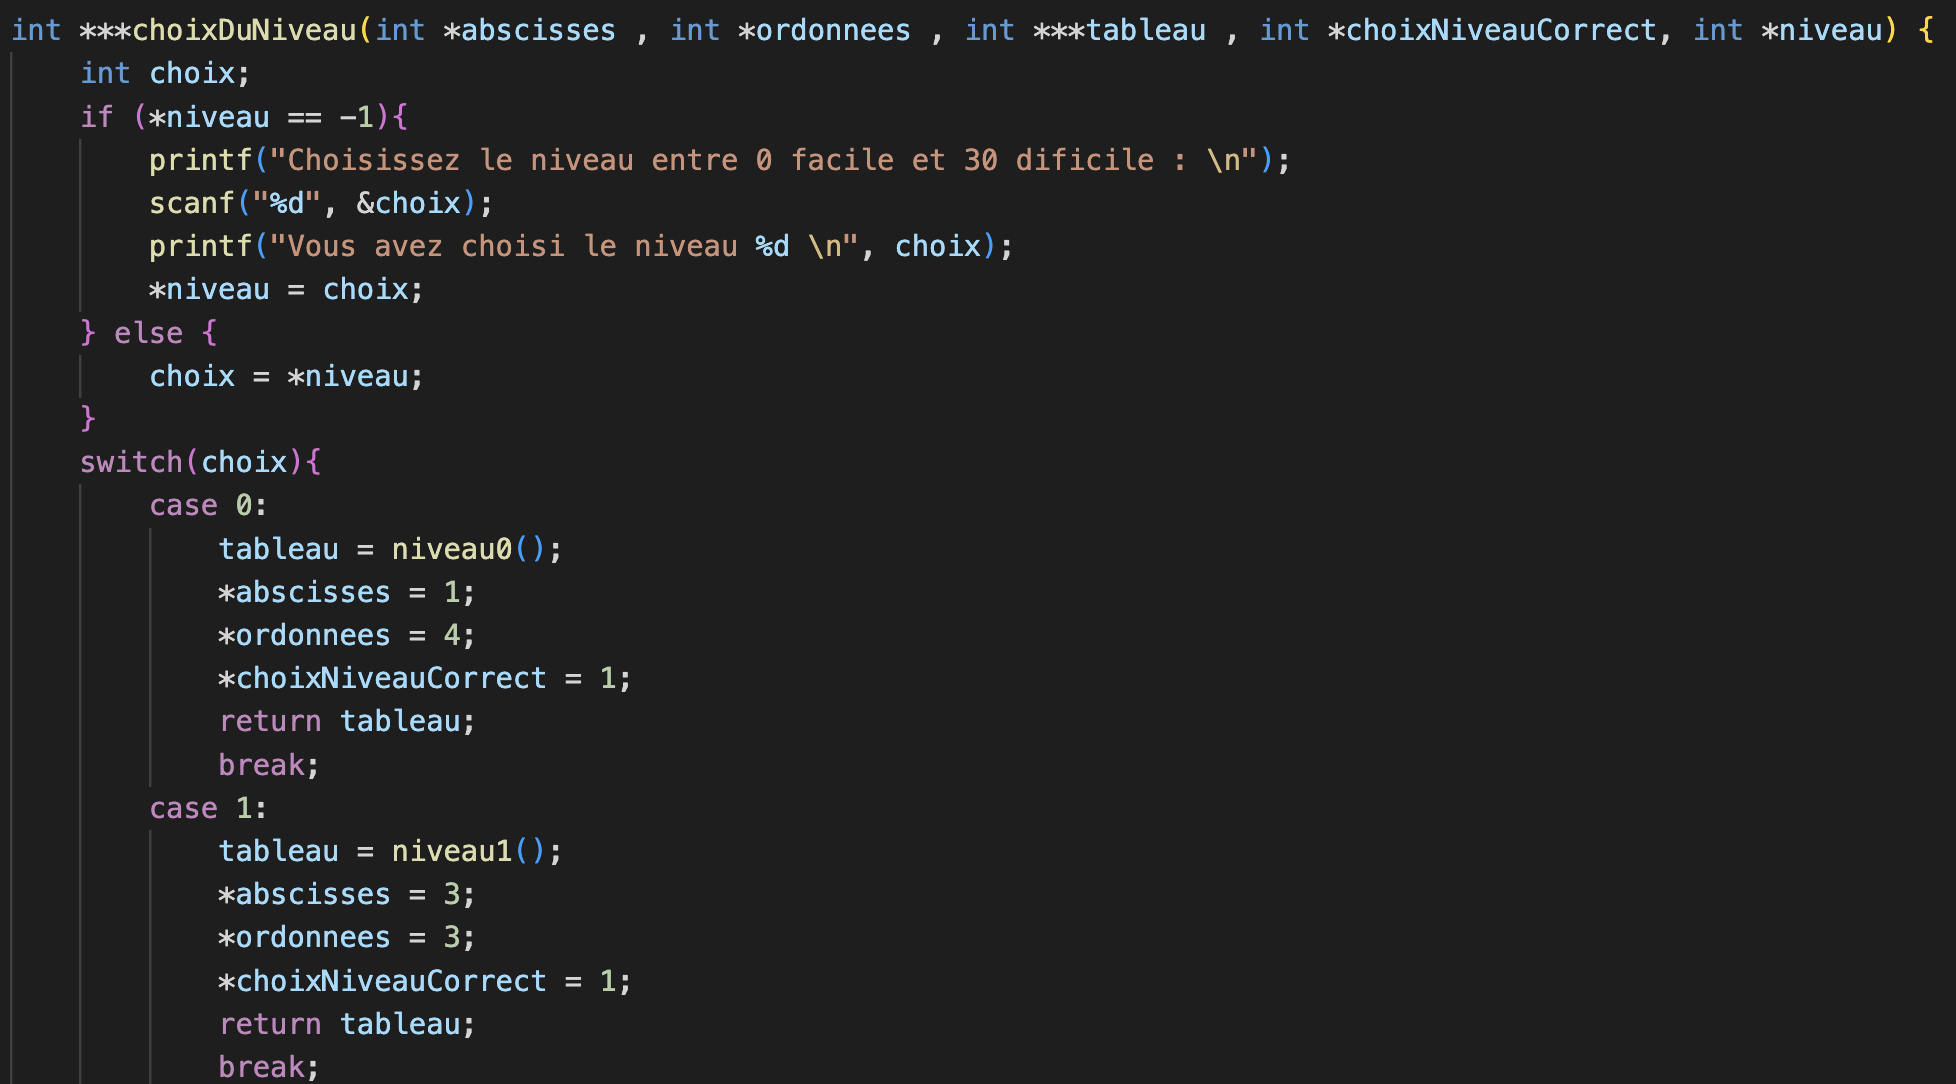 int ***choixDuNiveau(int *abscisses , int *ordonnees , int ***tableau , int *choixNiveauCorrect, int *niveau) {
    int choix;
    if (*niveau == -1){
        printf("Choisissez le niveau entre 0 facile et 30 dificile : \n");
        scanf("%d", &choix);
        printf("Vous avez choisi le niveau %d \n", choix);
        *niveau = choix;
    } else {
        choix = *niveau;
    }
    switch(choix){
        case 0:
            tableau = niveau0();
            *abscisses = 1;
            *ordonnees = 4;
            *choixNiveauCorrect = 1;
            return tableau;
            break;
        case 1:
            tableau = niveau1();
            *abscisses = 3;
            *ordonnees = 3;
            *choixNiveauCorrect = 1;
            return tableau;
            break;